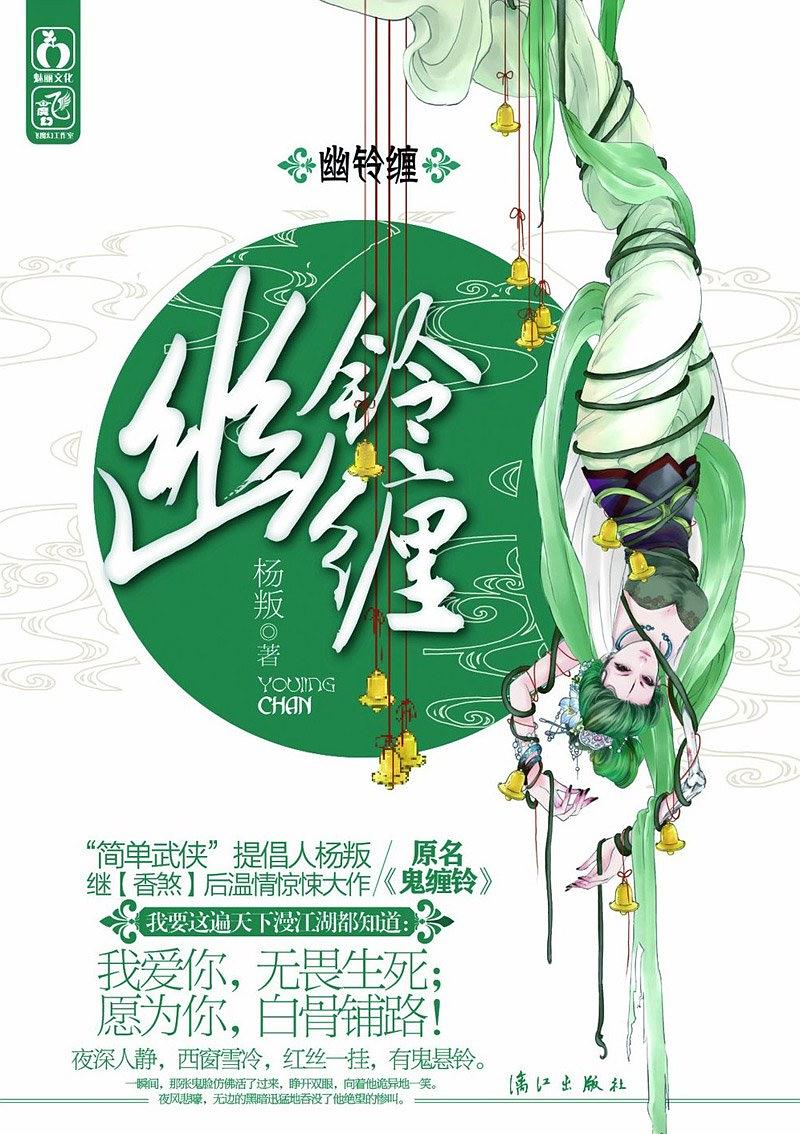 魅丽文化
飞魔幻工作室
幽铃缠
幽铃缠
杨叛◎著
YOULING
CHAN
“简单武侠”提倡人杨叛/原名
继【香煞】后温情惊悚大作/《鬼缠铃》
我要这遍天下漫江湖都知道：
我爱你，无畏生死；
愿为你，白骨铺路！
夜深人静，西窗雪冷，红丝一挂，有鬼悬铃。
一瞬间，那张鬼脸仿佛活了过来，睁开双眼，向着他诡异地一笑。
夜风悲嚎，无边的黑暗迅猛地吞没了他绝望的惨叫。
漓江出版社